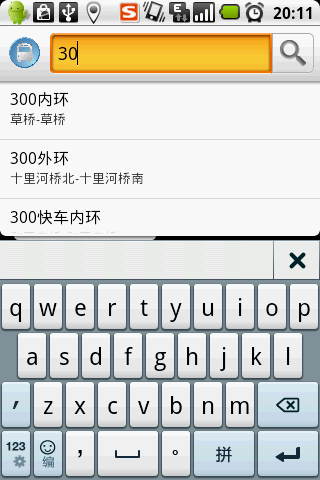 20:11
30
300内环
草桥-草桥
300外环
十里河桥北-十里河桥南
300快车内环
q w e r t y u i o p
a s d f g h j k l
′ z x c v b n m
123 编 , 。 拼